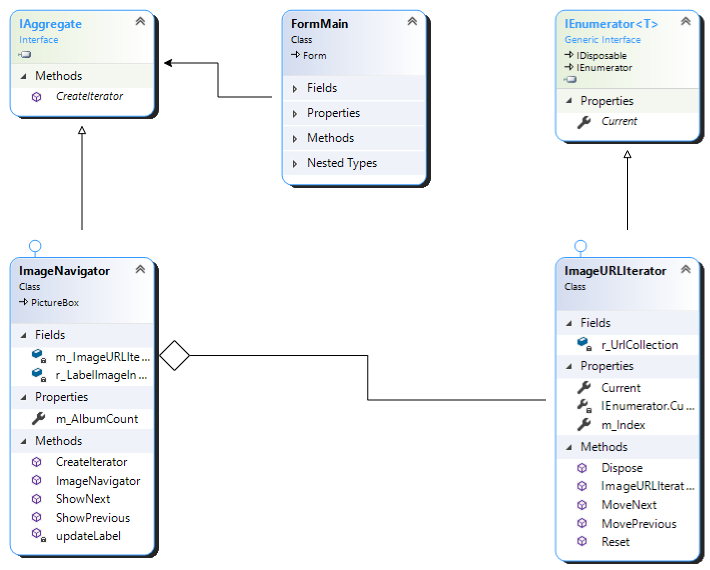 IAggregate
Interface
Methods
CreateIterator
FormMain
Class
Form
Fields
Properties
Methods
Nested Types
IEnumerator<T>
Generic Interface
IDisposable
IEnumerator
Properties
Current
ImageNavigator
Class
PictureBox
Fields
m_ImageURLIte...
r_LabelImageIn...
Properties
m_AlbumCount
Methods
CreateIterator
ImageNavigator
ShowNext
ShowPrevious
updateLabel
ImageURLIterator
Class
Fields
r_UrlCollection
Properties
Current
IEnumerator.Cu...
m_Index
Methods
Dispose
ImageURLIterat...
MoveNext
MovePrevious
Reset